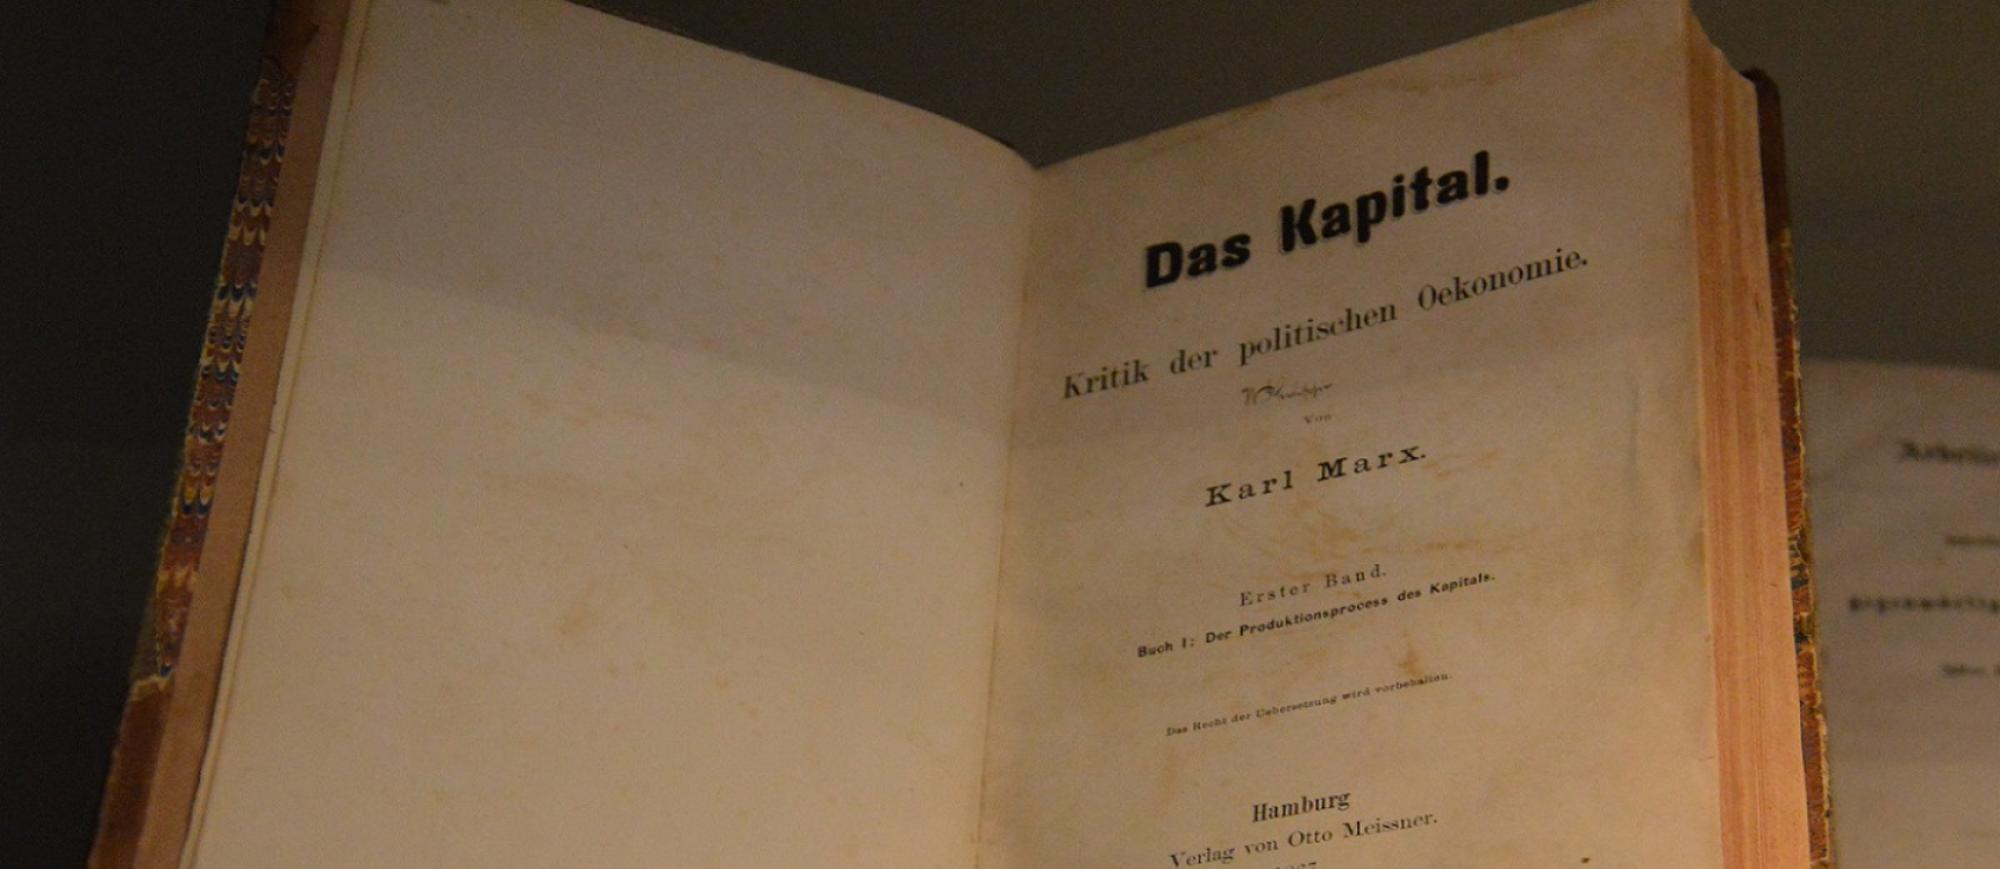 Das Kapital.
Kritik der politischen Oekonomie.
Von
Karl Marx.
Erster Band.
Buch I: Der Produktionsprocess des Kapitals.
Das Recht der Uebersetzung wird vorbehalten.
Hamburg
Verlag von Otto Meissner.